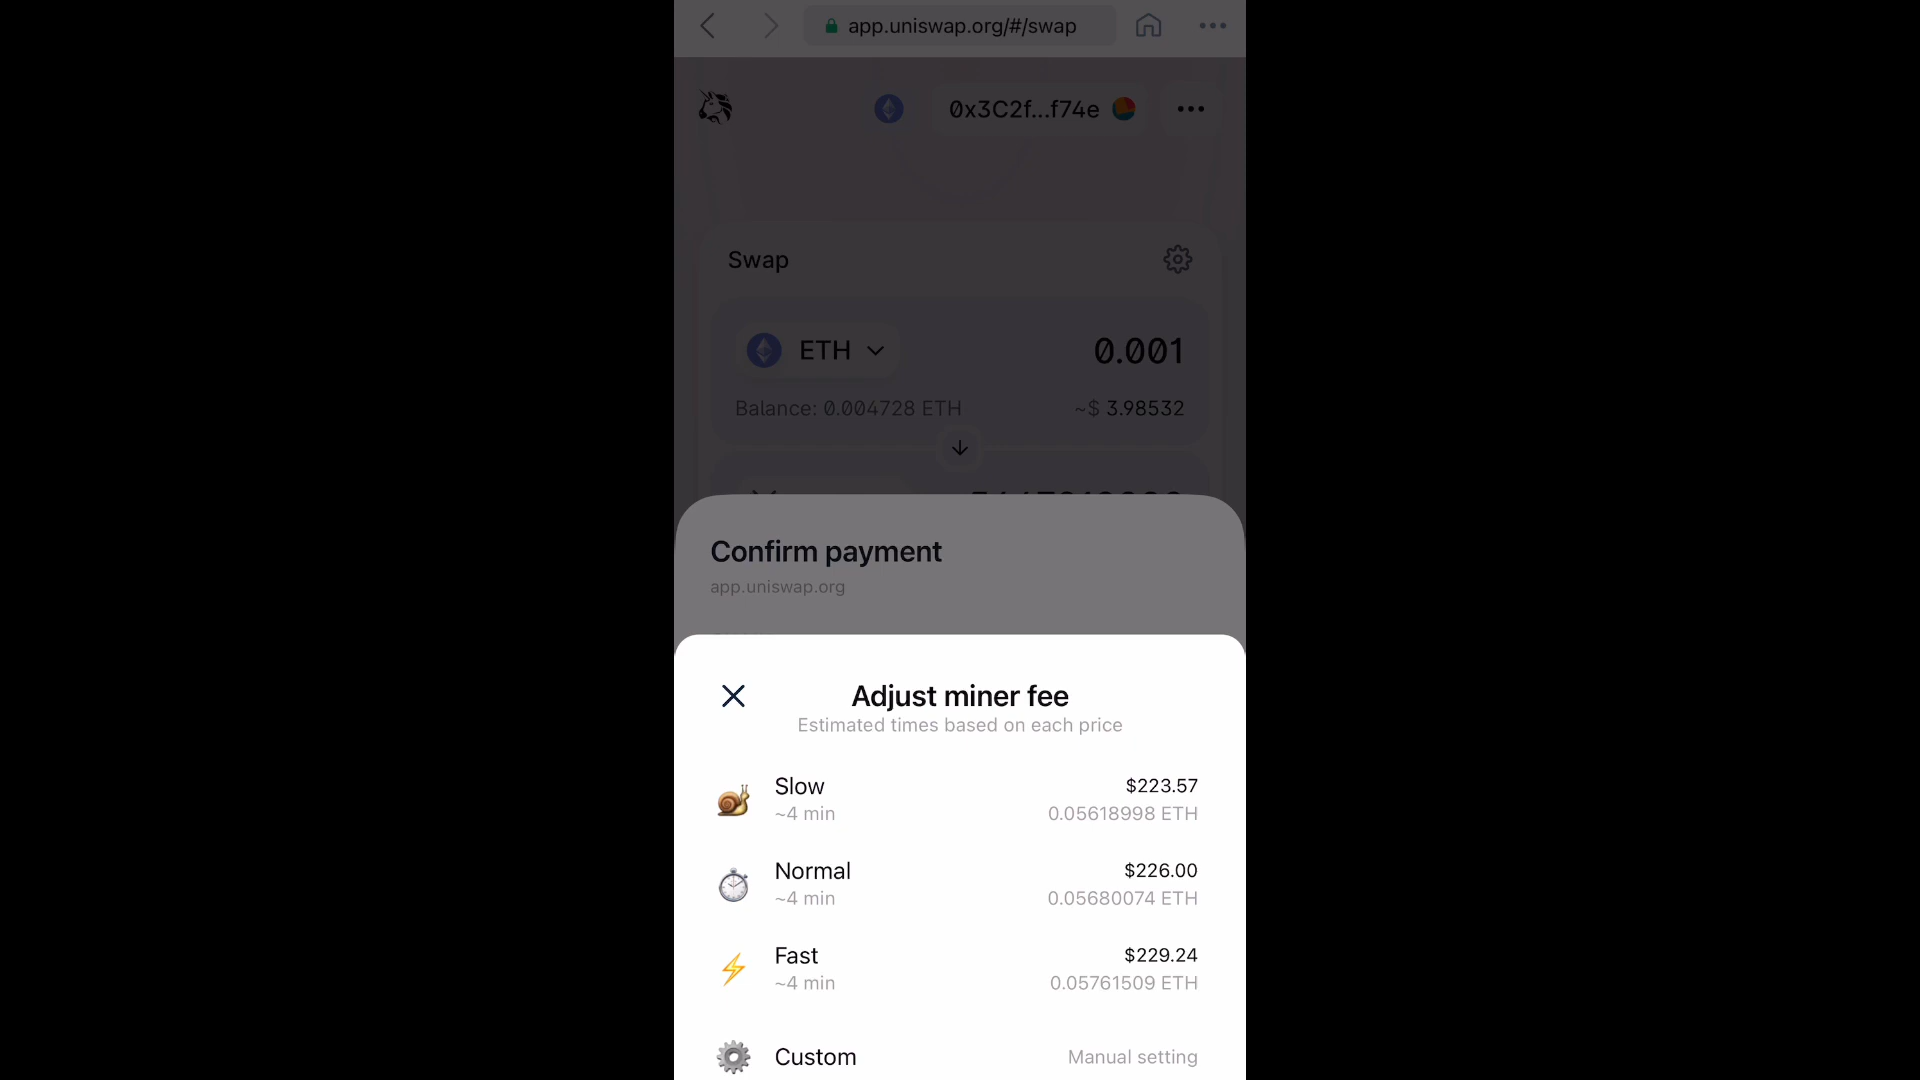 app.uniswap.org/#/swap
0x3C2f...f74e
Swap
ETH
0.001
Balance: 0.004728 ETH
~$ 3.98532
Confirm payment
app.uniswap.org
Adjust miner fee
Estimated times based on each price
Slow
$223.57
~4 min
0.05618998 ETH
Normal
$226.00
~4 min
0.05680074 ETH
Fast
$229.24
~4 min
0.05761509 ETH
Custom
Manual setting